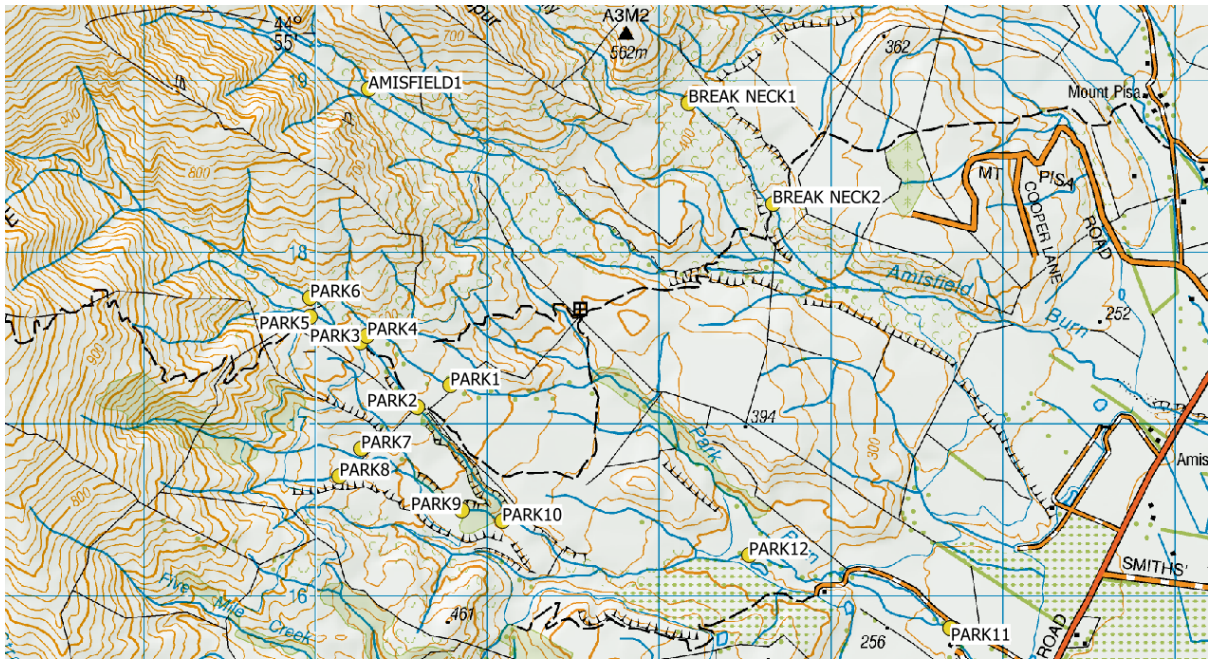 44°
55'
700
A3M2
562m
362
19
AMISFIELD1
BREAK NECK1
Mount Pisa
900
400
800
700
MT
PISA
COOPER LANE
ROAD
BREAK NECK2
18
Amisfield
Burn
252
PARK6
PARK5
PARK3
PARK4
900
PARK1
PARK2
394
17
Park
300
PARK7
PARK8
Amis
800
PARK9
PARK10
Burn
PARK12
SMITHS'
Five Mile
Creek
16
461
256
PARK11
ROAD